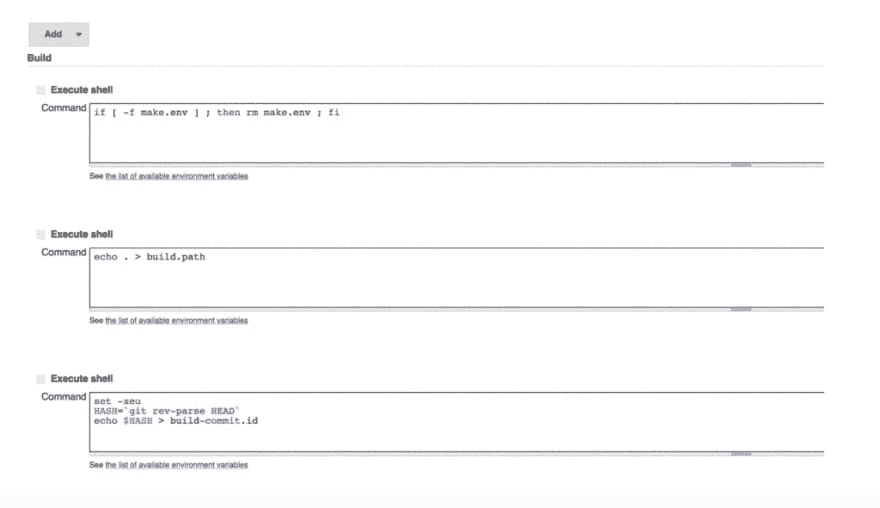 Add
Build
Execute shell
Command
if [ -f make.env ] ; then rm make.env ; fi
See the list of available environment variables
Execute shell
Command
echo . > build.path
See the list of available environment variables
Execute shell
Command
set -xeu
HASH=`git rev-parse HEAD`
echo $HASH > build-commit.id
See the list of available environment variables